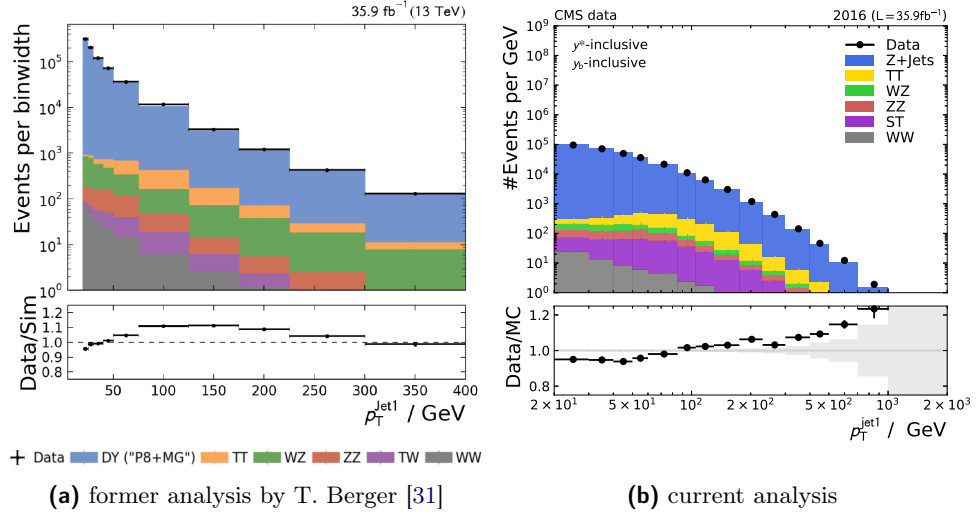 35.9 fb⁻¹ (13 TeV)
Events per binwidth
10⁵
10⁴
10³
10²
10¹
10⁰
Data/Sim
1.2
1.1
1.0
0.9
0.8
50 100 150 200 250 300 350 400
p_T^Jet1 / GeV
Data DY ("P8+MG") TT WZ ZZ TW WW
(a) former analysis by T. Berger [31]
CMS data 2016 (L=35.9fb⁻¹)
y*-inclusive
y_b-inclusive
Data
Z+Jets
TT
WZ
ZZ
ST
WW
#Events per GeV
10⁹
10⁸
10⁷
10⁶
10⁵
10⁴
10³
10²
10¹
10⁰
Data/MC
1.2
1.0
0.8
2 × 10¹ 5 × 10¹ 10² 2 × 10² 5 × 10² 10³ 2 × 10³
p_T^jet1 / GeV
(b) current analysis